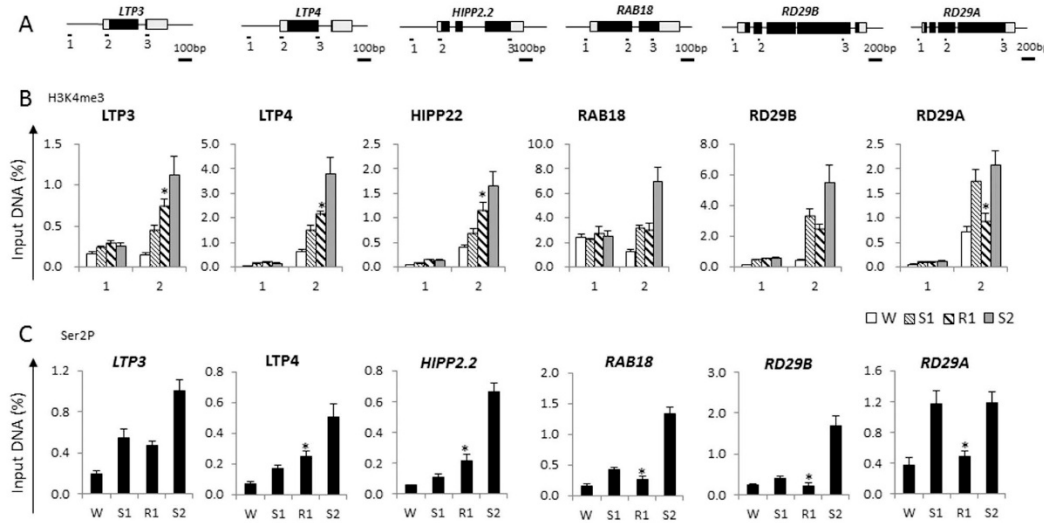 A
LTP3 LTP4 HIPP2.2 RAB18 RD29B RD29A
1 2 3 1 2 3 1 2 3 1 2 3 1 2 3 1 2 3
100bp 100bp 100bp 100bp 200bp 200bp
B H3K4me3
LTP3 LTP4 HIPP22 RAB18 RD29B RD29A
Input DNA (%)
1.5 5.0 2.5 10.0 8.0 2.5
4.0 2.0 8.0 2.0
1.0 6.0
3.0 1.5 6.0 1.5
4.0
2.0 1.0 4.0 1.0
0.5 2.0
1.0 0.5 2.0 0.5
0.0 0.0 0.0 0.0 0.0 0.0
* * * *
1 2 1 2 1 2 1 2 1 2 1 2
W S1 R1 S2
C Ser2P
LTP3 LTP4 HIPP2.2 RAB18 RD29B RD29A
Input DNA (%)
1.2 0.8 0.8 2.0 3.0 1.6
0.8 0.6 0.6 1.5 2.0 1.2
0.4 0.4 0.4 1.0 1.0 0.8
0.2 0.2 0.5 0.4
0.0 0.0 0.0 0.0 0.0 0.0
* * * * *
W S1 R1 S2 W S1 R1 S2 W S1 R1 S2 W S1 R1 S2 W S1 R1 S2 W S1 R1 S2